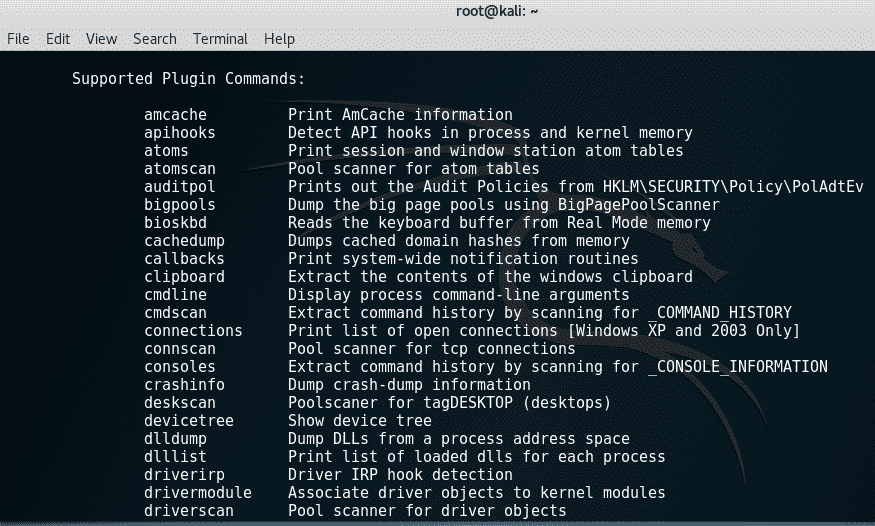 root@kali: ~
File Edit View Search Terminal Help
Supported Plugin Commands:
amcache Print AmCache information
apihooks Detect API hooks in process and kernel memory
atoms Print session and window station atom tables
atomscan Pool scanner for atom tables
auditpol Prints out the Audit Policies from HKLM\SECURITY\Policy\PolAdtEv
bigpools Dump the big page pools using BigPagePoolScanner
bioskbd Reads the keyboard buffer from Real Mode memory
cachedump Dumps cached domain hashes from memory
callbacks Print system-wide notification routines
clipboard Extract the contents of the windows clipboard
cmdline Display process command-line arguments
cmdscan Extract command history by scanning for _COMMAND_HISTORY
connections Print list of open connections [Windows XP and 2003 Only]
connscan Pool scanner for tcp connections
consoles Extract command history by scanning for _CONSOLE_INFORMATION
crashinfo Dump crash-dump information
deskscan Poolscaner for tagDESKTOP (desktops)
devicetree Show device tree
dlldump Dump DLLs from a process address space
dlllist Print list of loaded dlls for each process
driverirp Driver IRP hook detection
drivermodule Associate driver objects to kernel modules
driverscan Pool scanner for driver objects